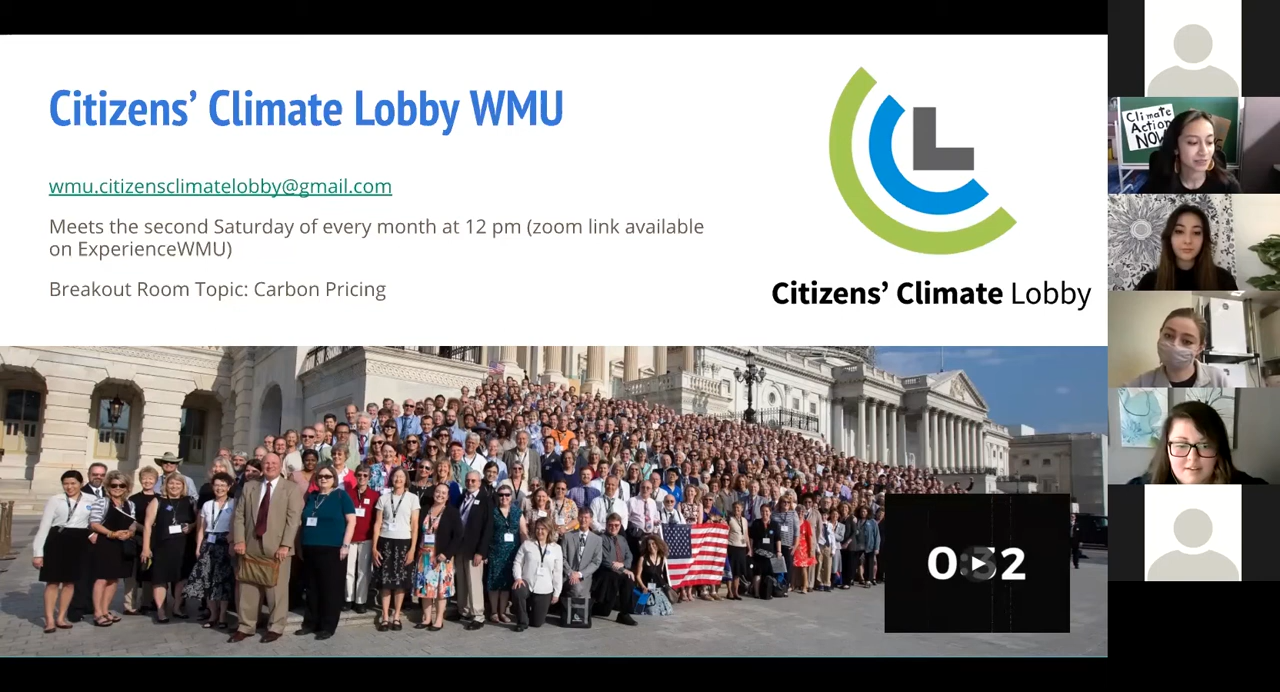 Citizens’ Climate Lobby WMU
wmu.citizensclimatelobby@gmail.com
Meets the second Saturday of every month at 12 pm (zoom link available
on ExperienceWMU)
Breakout Room Topic: Carbon Pricing
Citizens’ Climate Lobby
Climate
Action
NOW